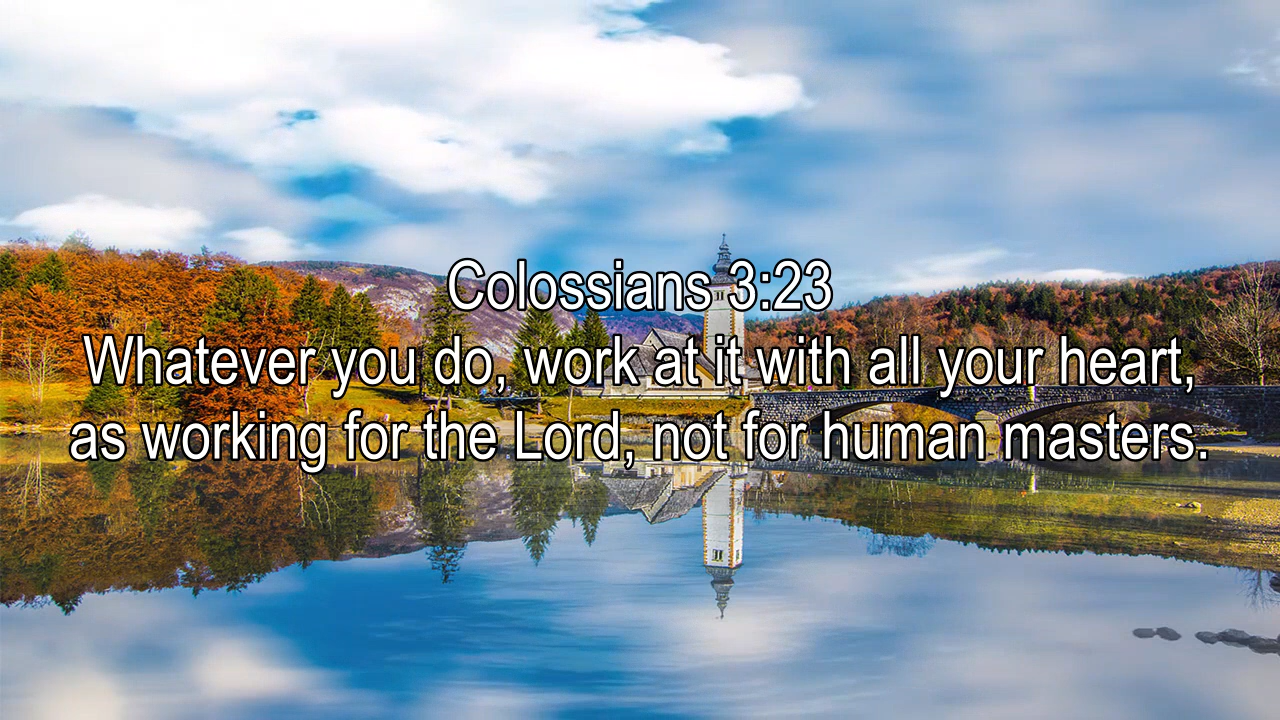 Colossians 3:23
Whatever you do, work at it with all your heart,
as working for the Lord, not for human masters.